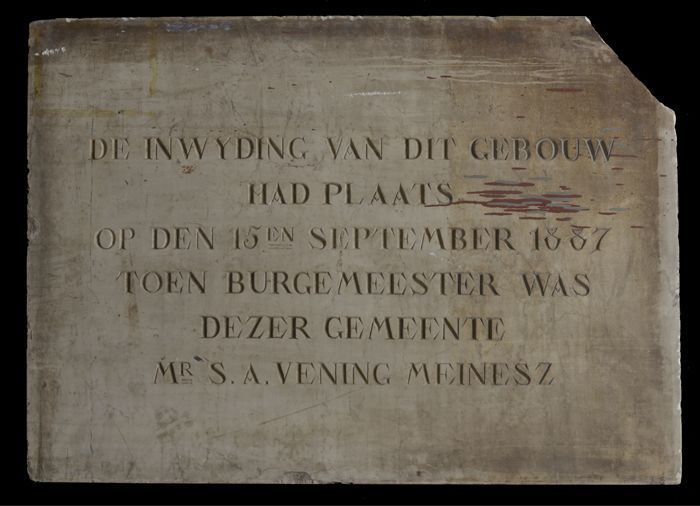 DE INWYDING VAN DIT GEBOUW
HAD PLAATS
OP DEN 15EN SEPTEMBER 1887
TOEN BURGEMEESTER WAS
DEZER GEMEENTE
MR S. A. VENING MEINESZ